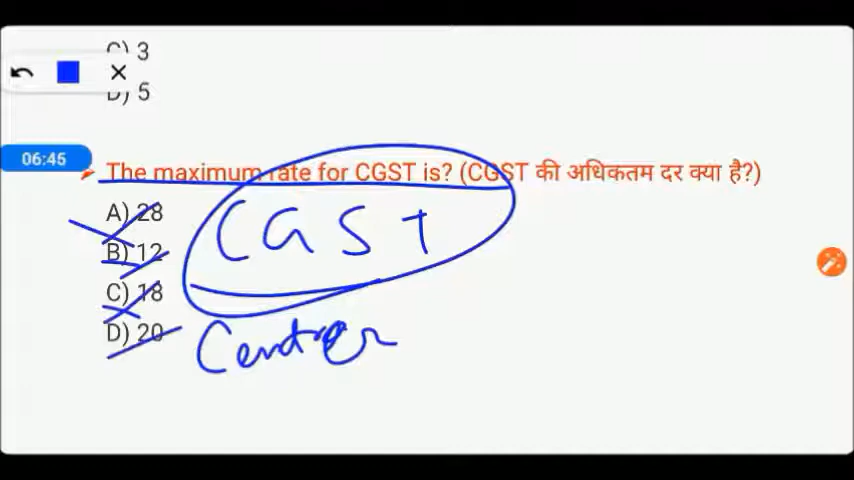 C) 3
D) 5
06:45
The maximum rate for CGST is? (CGST की अधिकतम दर क्या है?)
A) 28
B) 12
C) 18
D) 20
CGST